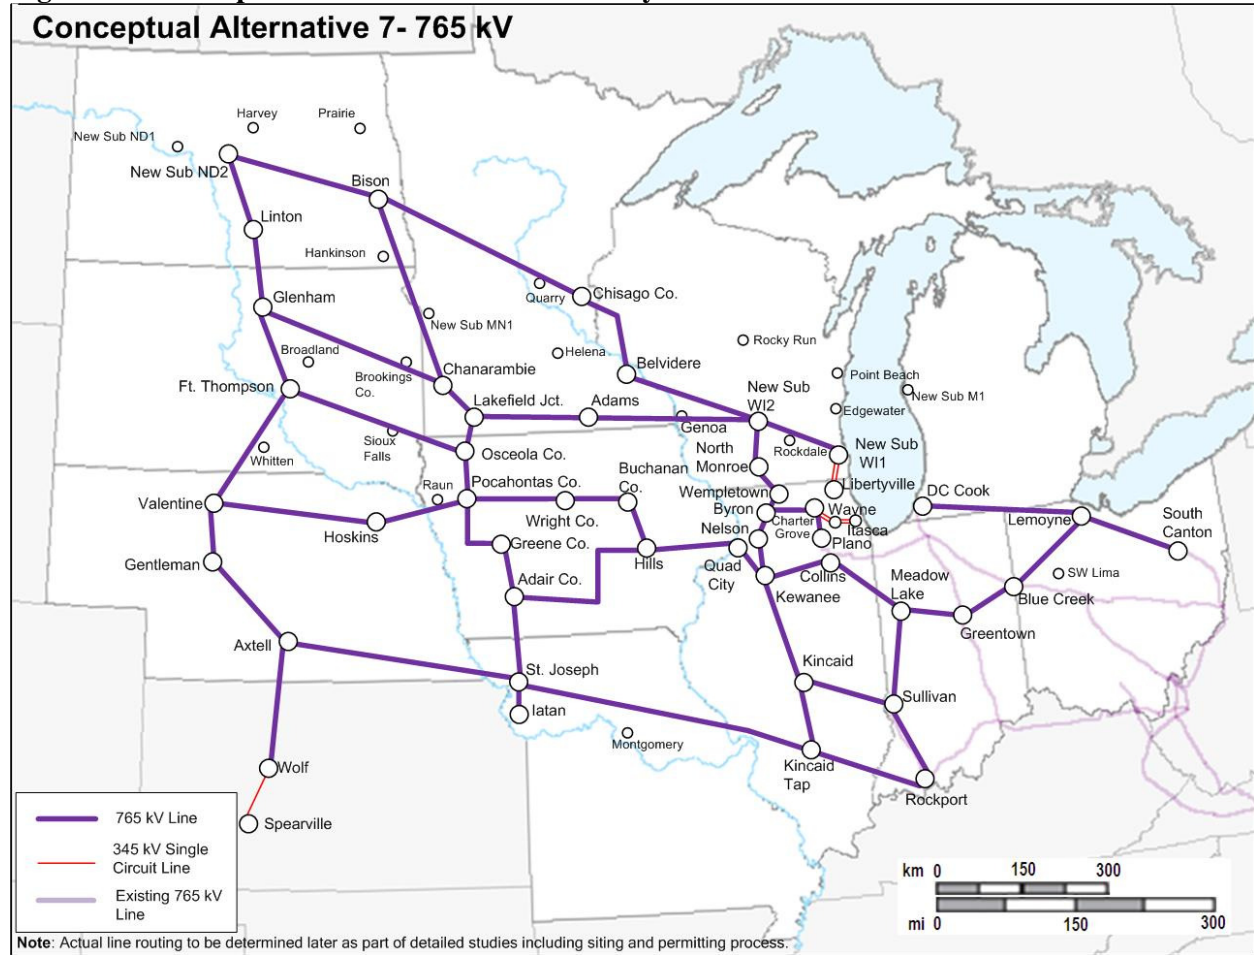 Conceptual Alternative 7- 765 kV
Harvey
Prairie
New Sub ND1
New Sub ND2
Bison
Linton
Hankinson
Glenham
Quarry
Chisago Co.
New Sub MN1
Rocky Run
Broadland
Helena
Brookings
Co.
Chanarambie
Belvidere
Point Beach
Ft. Thompson
New Sub M1
Lakefield Jct.
Adams
New Sub
WI2
Edgewater
Genoa
Sioux
Falls
Whitten
Osceola Co.
North
Monroe
Rockdale
New Sub
WI1
Raun
Pocahontas Co.
Buchanan
Co.
Wempletown
Libertyville
DC Cook
Valentine
Hoskins
Wright Co.
Byron
Wayne
Charter
Grove
Itasca
Lemoyne
South
Canton
Nelson
Plano
Greene Co.
Gentleman
Hills
Quad
City
Collins
Meadow
Lake
SW Lima
Adair Co.
Kewanee
Blue Creek
Greentown
Axtell
St. Joseph
Kincaid
Sullivan
Iatan
Montgomery
Kincaid
Tap
Wolf
Rockport
Spearville
765 kV Line
345 kV Single
Circuit Line
Existing 765 kV
Line
km 0 150 300
mi 0 150 300
Note: Actual line routing to be determined later as part of detailed studies including siting and permitting process.